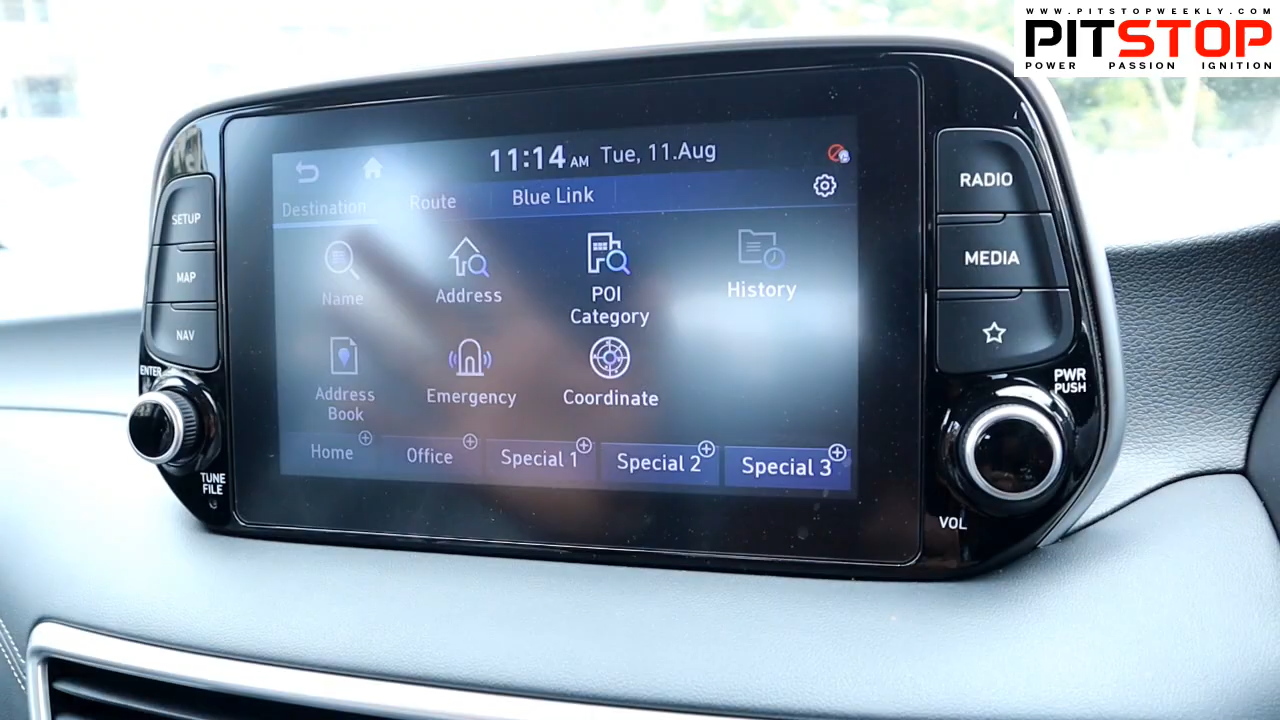 WWW.PITSTOPWEEKLY.COM
PITSTOP
POWER PASSION IGNITION
11:14 AM Tue, 11.Aug
Destination Route Blue Link
Name
Address
POI
Category
History
Address
Book
Emergency
Coordinate
Home
Office
Special 1
Special 2
Special 3
SETUP
MAP
NAV
ENTER
TUNE
FILE
RADIO
MEDIA
PWR
PUSH
VOL